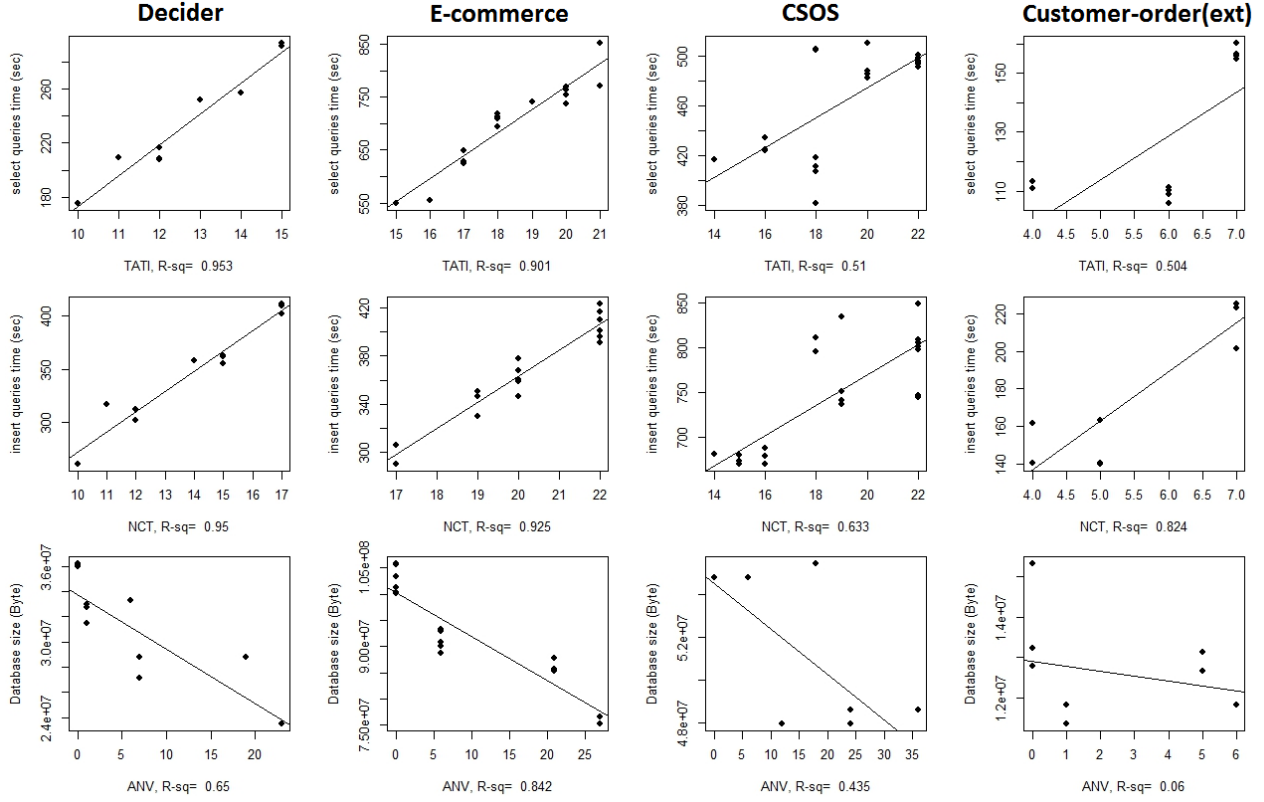 Decider E-commerce CSOS Customer-order(ext)
select queries time (sec)
180 220 260
10 11 12 13 14 15
TATI, R-sq= 0.953
select queries time (sec)
550 650 750 850
15 16 17 18 19 20 21
TATI, R-sq= 0.901
select queries time (sec)
380 420 460 500
14 16 18 20 22
TATI, R-sq= 0.51
select queries time (sec)
110 130 150
4.0 4.5 5.0 5.5 6.0 6.5 7.0
TATI, R-sq= 0.504
insert queries time (sec)
300 350 400
10 11 12 13 14 15 16 17
NCT, R-sq= 0.95
insert queries time (sec)
300 340 380 420
17 18 19 20 21 22
NCT, R-sq= 0.925
insert queries time (sec)
700 750 800 850
14 16 18 20 22
NCT, R-sq= 0.633
insert queries time (sec)
140 160 180 200 220
4.0 4.5 5.0 5.5 6.0 6.5 7.0
NCT, R-sq= 0.824
Database size (Byte)
2.4e+07 3.0e+07 3.6e+07
0 5 10 15 20
ANV, R-sq= 0.65
Database size (Byte)
7.50e+07 9.00e+07 1.05e+08
0 5 10 15 20 25
ANV, R-sq= 0.842
Database size (Byte)
4.8e+07 5.2e+07
0 5 10 15 20 25 30 35
ANV, R-sq= 0.435
Database size (Byte)
1.2e+07 1.4e+07
0 1 2 3 4 5 6
ANV, R-sq= 0.06